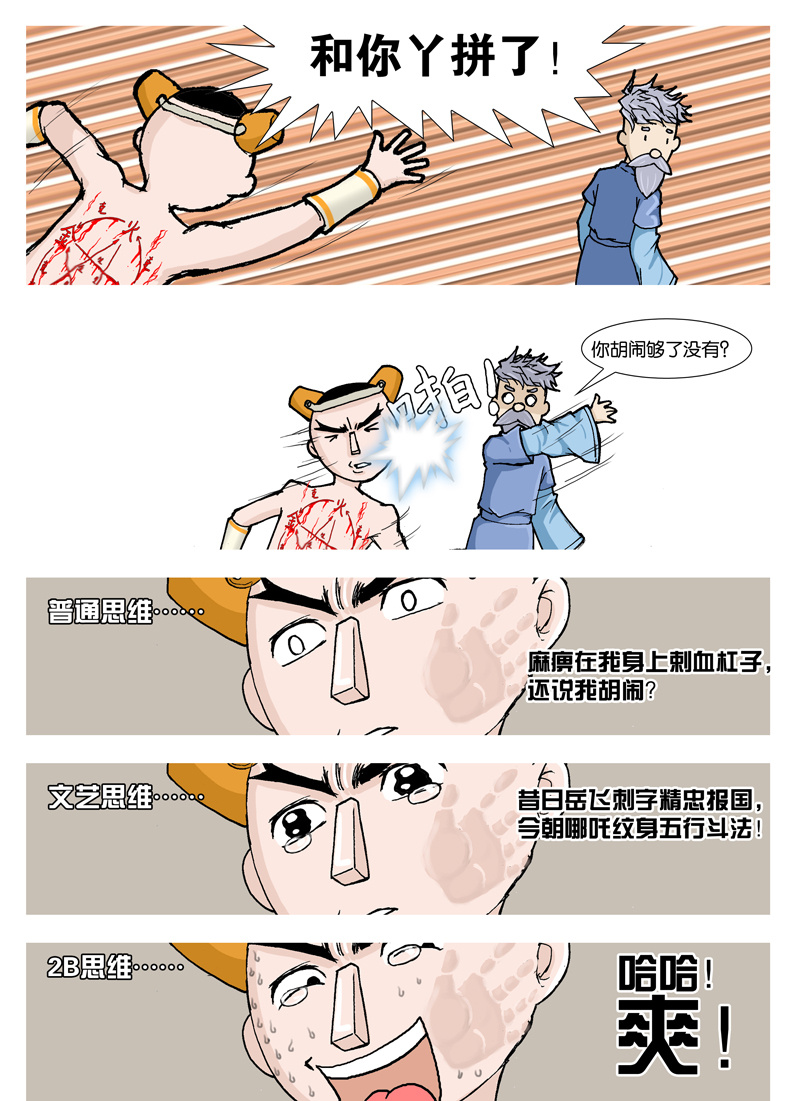 和你丫拼了!
啪!
你胡闹够了没有?
普通思维……
麻痹在我身上刺血杠子,
还说我胡闹?
文艺思维……
昔日岳飞刺字精忠报国,
今朝哪吒纹身五行斗法!
2B思维……
哈哈!
爽!